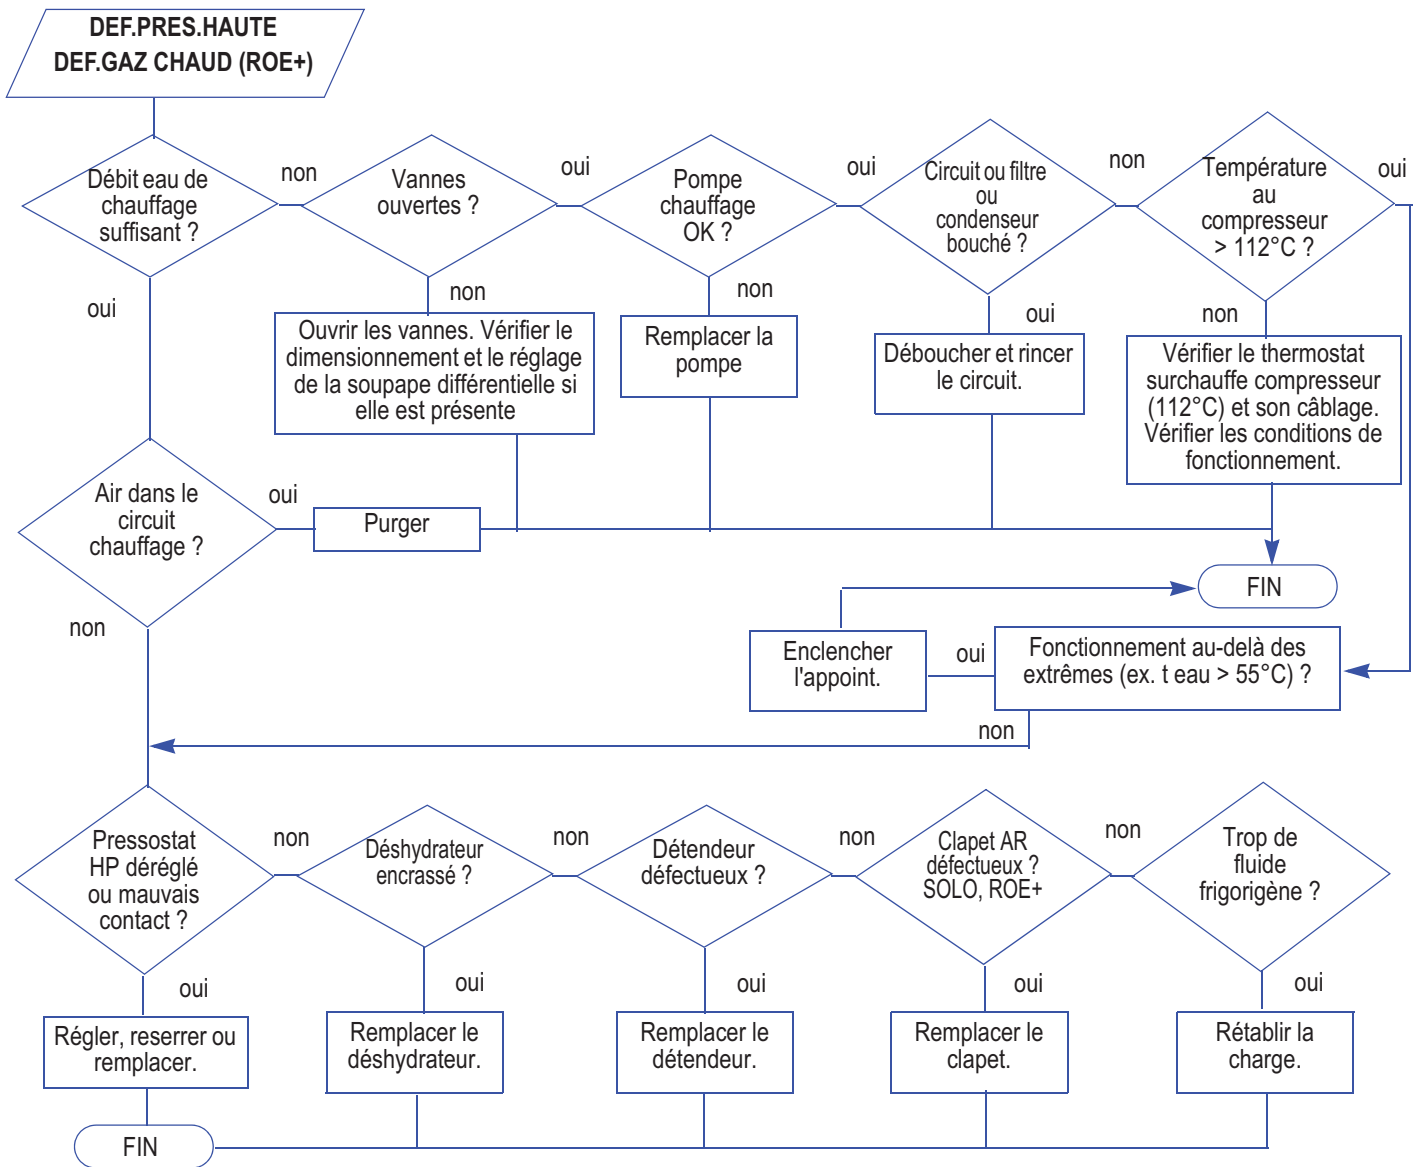 DEF.PRES.HAUTE
DEF.GAZ CHAUD (ROE+)
Débit eau de
chauffage
suffisant ?
non
oui
Vannes
ouvertes ?
oui
non
Pompe
chauffage
OK ?
oui
non
Circuit ou filtre
ou
condenseur
bouché ?
non
oui
Température
au
compresseur
> 112°C ?
oui
non
Ouvrir les vannes. Vérifier le
dimensionnement et le réglage
de la soupape différentielle si
elle est présente
Remplacer la
pompe
Déboucher et rincer
le circuit.
Vérifier le thermostat
surchauffe compresseur
(112°C) et son câblage.
Vérifier les conditions de
fonctionnement.
Air dans le
circuit
chauffage ?
oui
non
Purger
FIN
Enclencher
l'appoint.
oui
Fonctionnement au-delà des
extrêmes (ex. t eau > 55°C) ?
non
Pressostat
HP déréglé
ou mauvais
contact ?
non
oui
Déshydrateur
encrassé ?
non
oui
Détendeur
défectueux ?
non
oui
Clapet AR
défectueux ?
SOLO, ROE+
non
oui
Trop de
fluide
frigorigène ?
oui
Régler, reserrer ou
remplacer.
Remplacer le
déshydrateur.
Remplacer le
détendeur.
Remplacer le
clapet.
Rétablir la
charge.
FIN